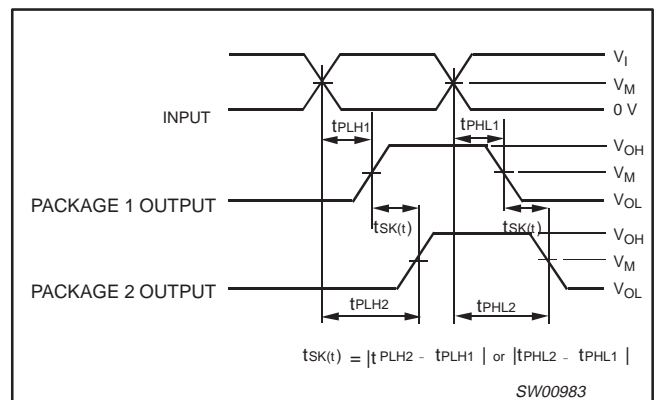 VI
VM
INPUT
0 V
tPLH1
tPHL1
VOH
VM
PACKAGE 1 OUTPUT
VOL
tSK(t)
tSK(t)
VOH
VM
PACKAGE 2 OUTPUT
VOL
tPLH2
tPHL2
tSK(t) = |tPLH2 - tPLH1| or |tPHL2 - tPHL1|
SW00983